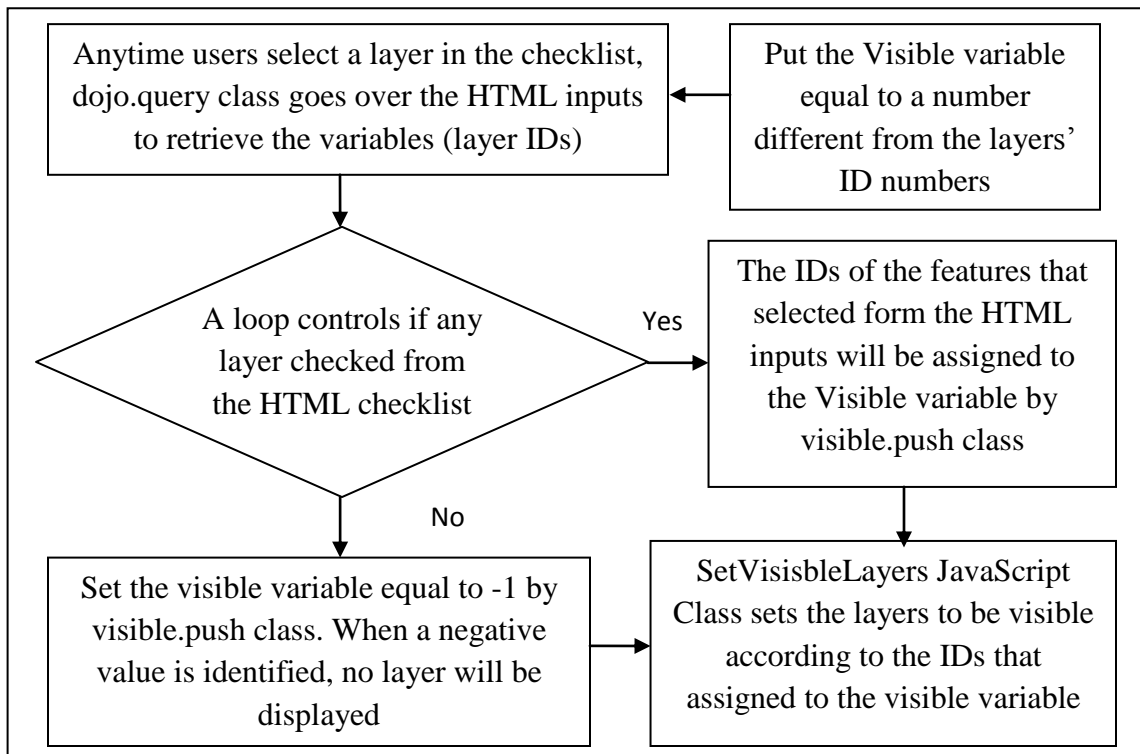 Anytime users select a layer in the checklist,
dojo.query class goes over the HTML inputs
to retrieve the variables (layer IDs)
Put the Visible variable
equal to a number
different from the layers’
ID numbers
A loop controls if any
layer checked from
the HTML checklist
Yes
The IDs of the features that
selected form the HTML
inputs will be assigned to
the Visible variable by
visible.push class
No
Set the visible variable equal to -1 by
visible.push class. When a negative
value is identified, no layer will be
displayed
SetVisisbleLayers JavaScript
Class sets the layers to be visible
according to the IDs that
assigned to the visible variable